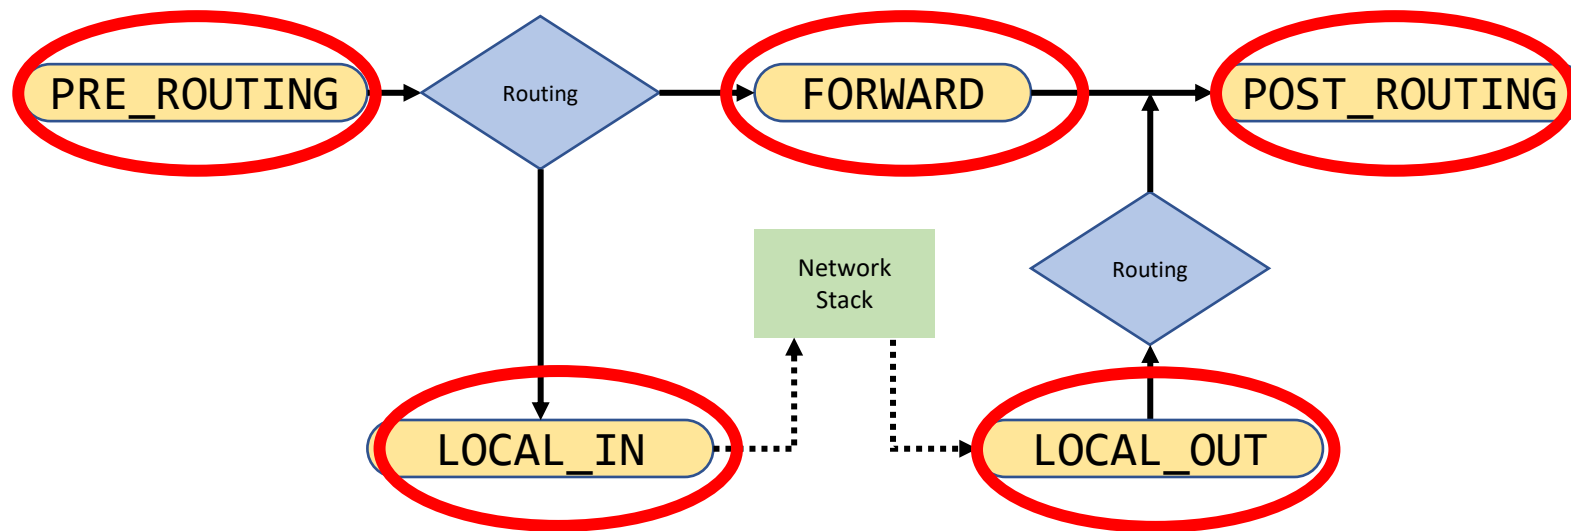 PRE_ROUTING
Routing
FORWARD
POST_ROUTING
Network
Stack
Routing
LOCAL_IN
LOCAL_OUT